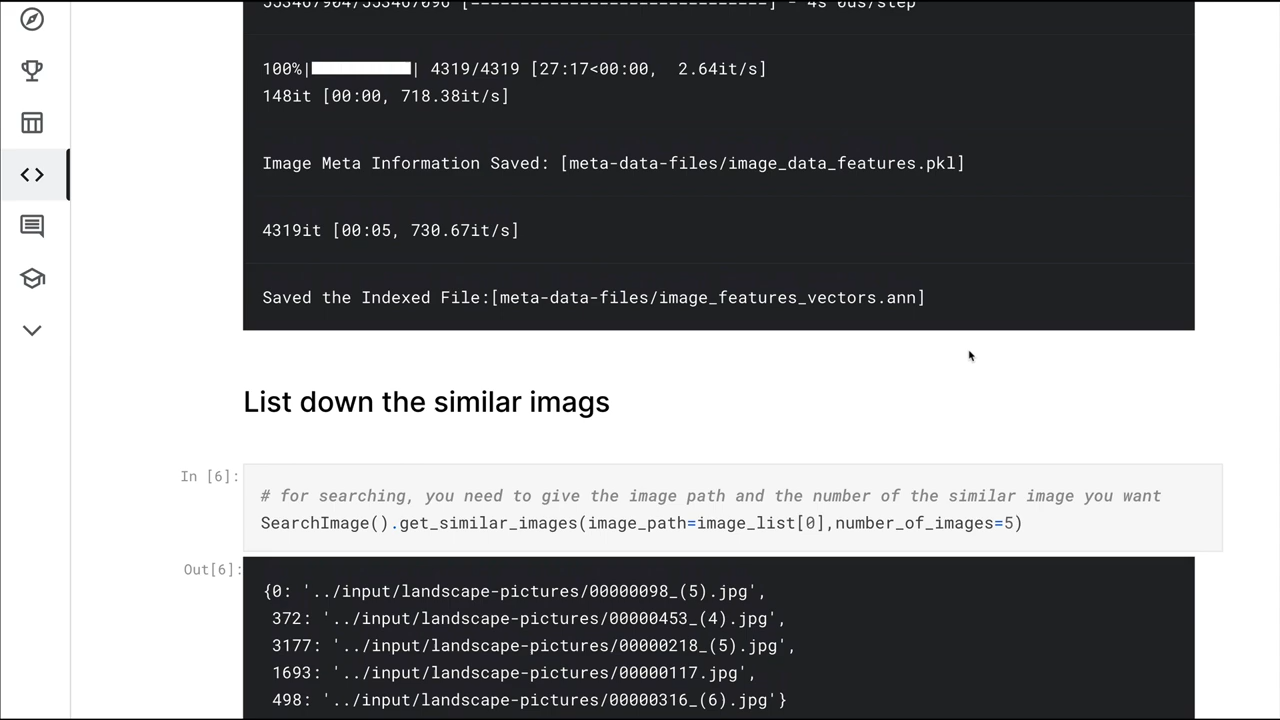 553467904/553467096 [==============================] - 4s 0us/step
100%| | 4319/4319 [27:17<00:00, 2.64it/s]
148it [00:00, 718.38it/s]
Image Meta Information Saved: [meta-data-files/image_data_features.pkl]
4319it [00:05, 730.67it/s]
Saved the Indexed File:[meta-data-files/image_features_vectors.ann]
List down the similar imags
In [6]:
# for searching, you need to give the image path and the number of the similar image you want
SearchImage().get_similar_images(image_path=image_list[0],number_of_images=5)
Out[6]:
{0: '../input/landscape-pictures/00000098_(5).jpg',
372: '../input/landscape-pictures/00000453_(4).jpg',
3177: '../input/landscape-pictures/00000218_(5).jpg',
1693: '../input/landscape-pictures/00000117.jpg',
498: '../input/landscape-pictures/00000316_(6).jpg'}